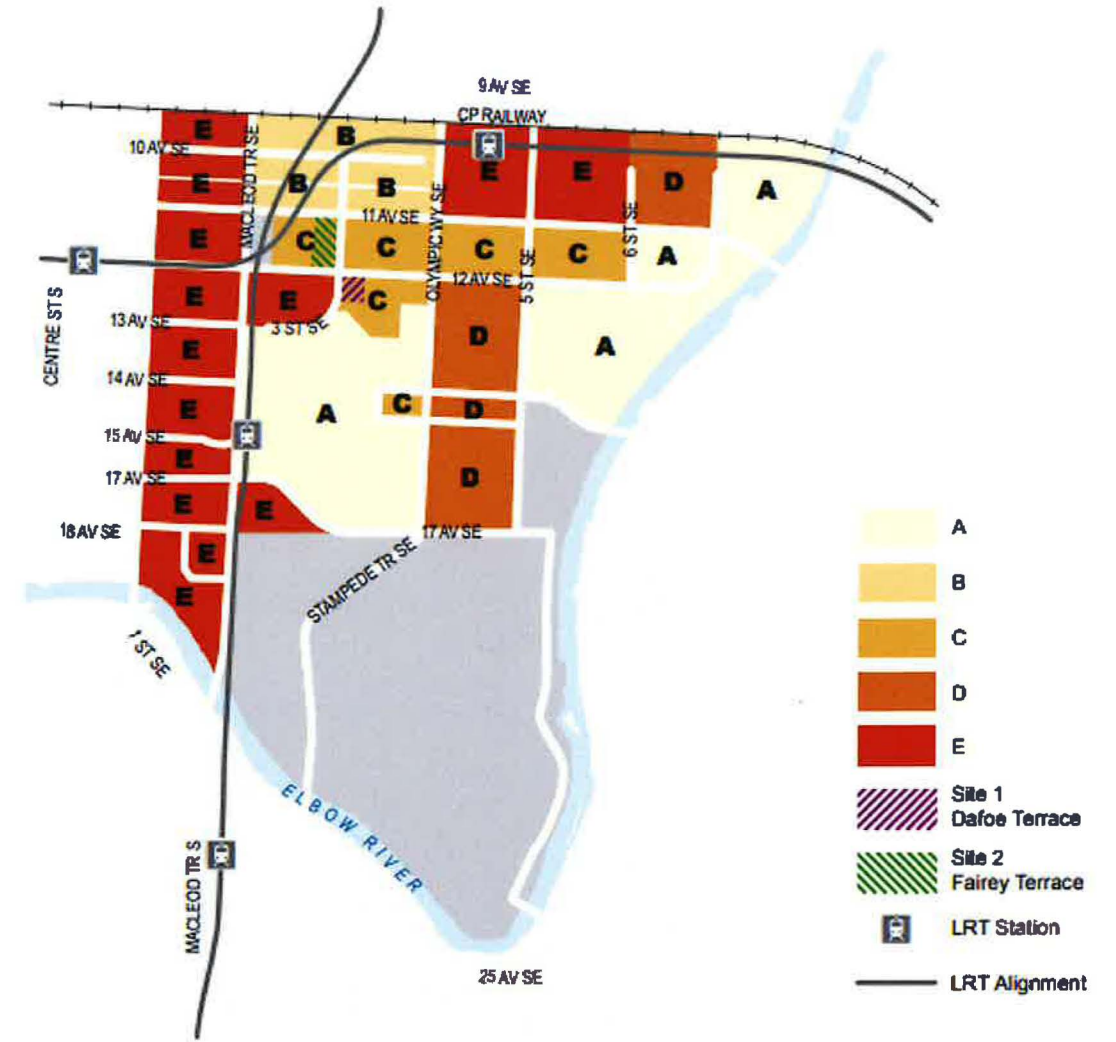 9 AV SE
CP RAILWAY
E
B
10 AV SE
MACLEOD TR SE
E
B
B
E
E
D
A
11 AV SE
OLYMPIC WY SE
6 ST SE
E
C
C
C
C
A
12 AV SE
5 ST SE
CENTRE ST S
E
E
C
3 ST SE
13 AV SE
D
A
E
14 AV SE
E
A
C
D
15 AV SE
E
17 AV SE
D
E
E
18 AV SE
17 AV SE
E
STAMPEDE TR SE
E
1 ST SE
ELBOW RIVER
MACLEOD TR S
25 AV SE
A
B
C
D
E
Site 1
Dafoe Terrace
Site 2
Fairey Terrace
LRT Station
LRT Alignment